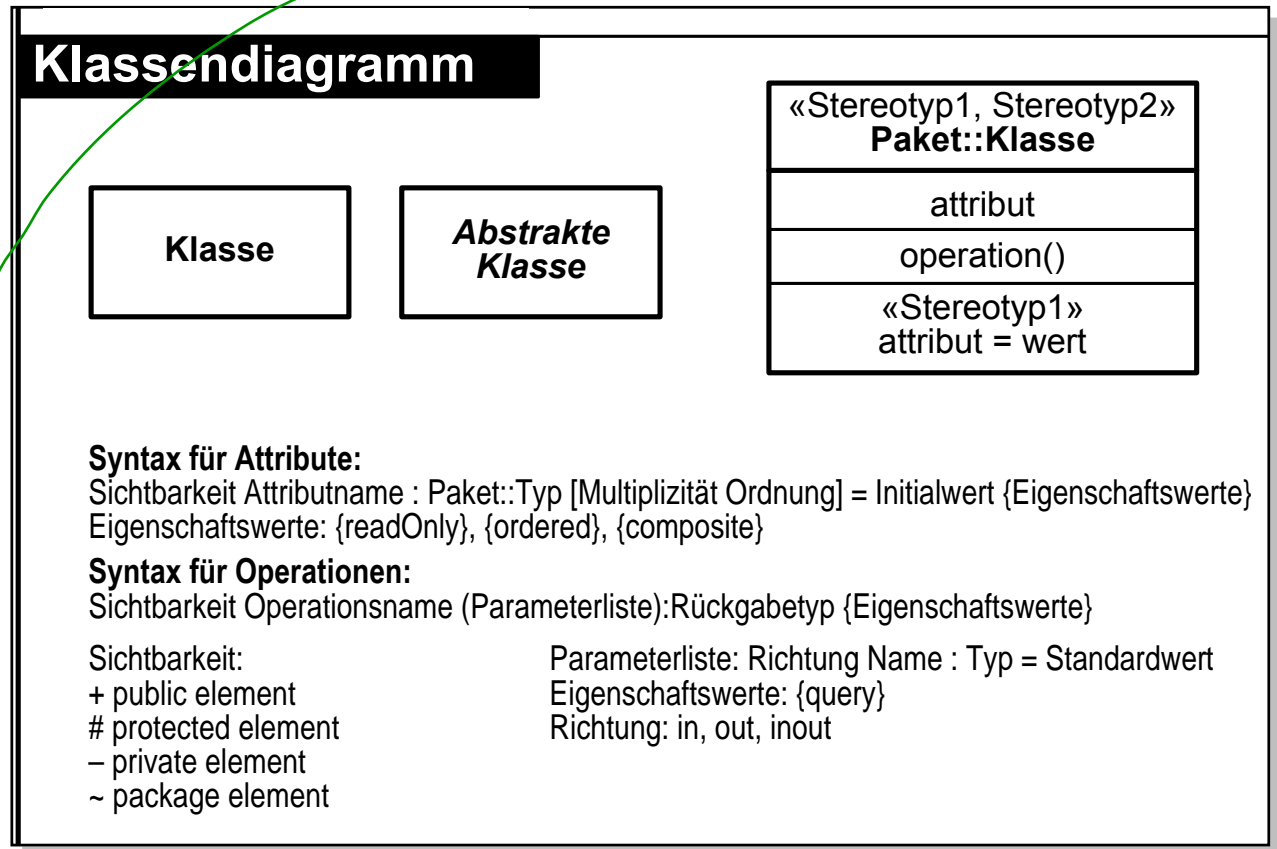 Klassendiagramm
«Stereotyp1, Stereotyp2»
Paket::Klasse
attribut
operation()
«Stereotyp1»
attribut = wert
Klasse
Abstrakte
Klasse
Syntax für Attribute:
Sichtbarkeit Attributname : Paket::Typ [Multiplizität Ordnung] = Initialwert {Eigenschaftswerte}
Eigenschaftswerte: {readOnly}, {ordered}, {composite}
Syntax für Operationen:
Sichtbarkeit Operationsname (Parameterliste):Rückgabetyp {Eigenschaftswerte}
Sichtbarkeit:
+ public element
# protected element
– private element
~ package element
Parameterliste: Richtung Name : Typ = Standardwert
Eigenschaftswerte: {query}
Richtung: in, out, inout